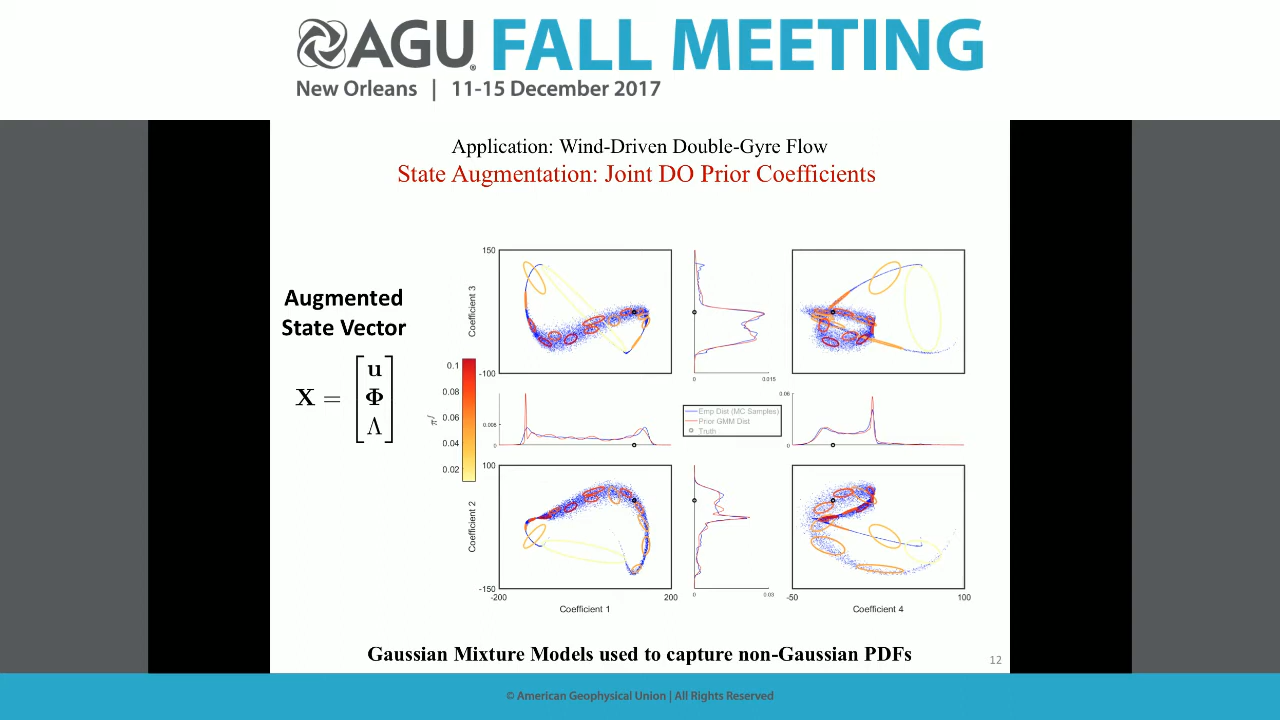 AGU FALL MEETING
New Orleans | 11-15 December 2017
Application: Wind-Driven Double-Gyre Flow
State Augmentation: Joint DO Prior Coefficients
Augmented
State Vector
X = [u
Φ
Λ]
0.1
0.08
0.06
0.04
0.02
150
Coefficient 3
-100
0
0.015
0.005
0
Emp Dist (MC Samples)
Prior GMM Dist
Truth
0.06
0
100
Coefficient 2
-150
-200
200
Coefficient 1
0
0.03
-50
100
Coefficient 4
Gaussian Mixture Models used to capture non-Gaussian PDFs
12
© American Geophysical Union | All Rights Reserved